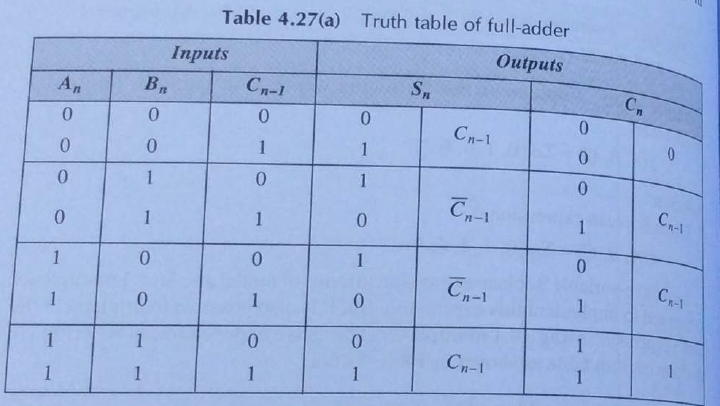 Table 4.27(a) Truth table of full-adder
Inputs Outputs
Aₙ Bₙ Cₙ₋₁ Sₙ Cₙ
0 0 0 0 Cₙ₋₁ 0 0
0 0 1 1 0
0 1 0 1 C̅ₙ₋₁ 0 Cₙ₋₁
0 1 1 0 1
1 0 0 1 C̅ₙ₋₁ 0 Cₙ₋₁
1 0 1 0 1
1 1 0 0 Cₙ₋₁ 1 1
1 1 1 1 1